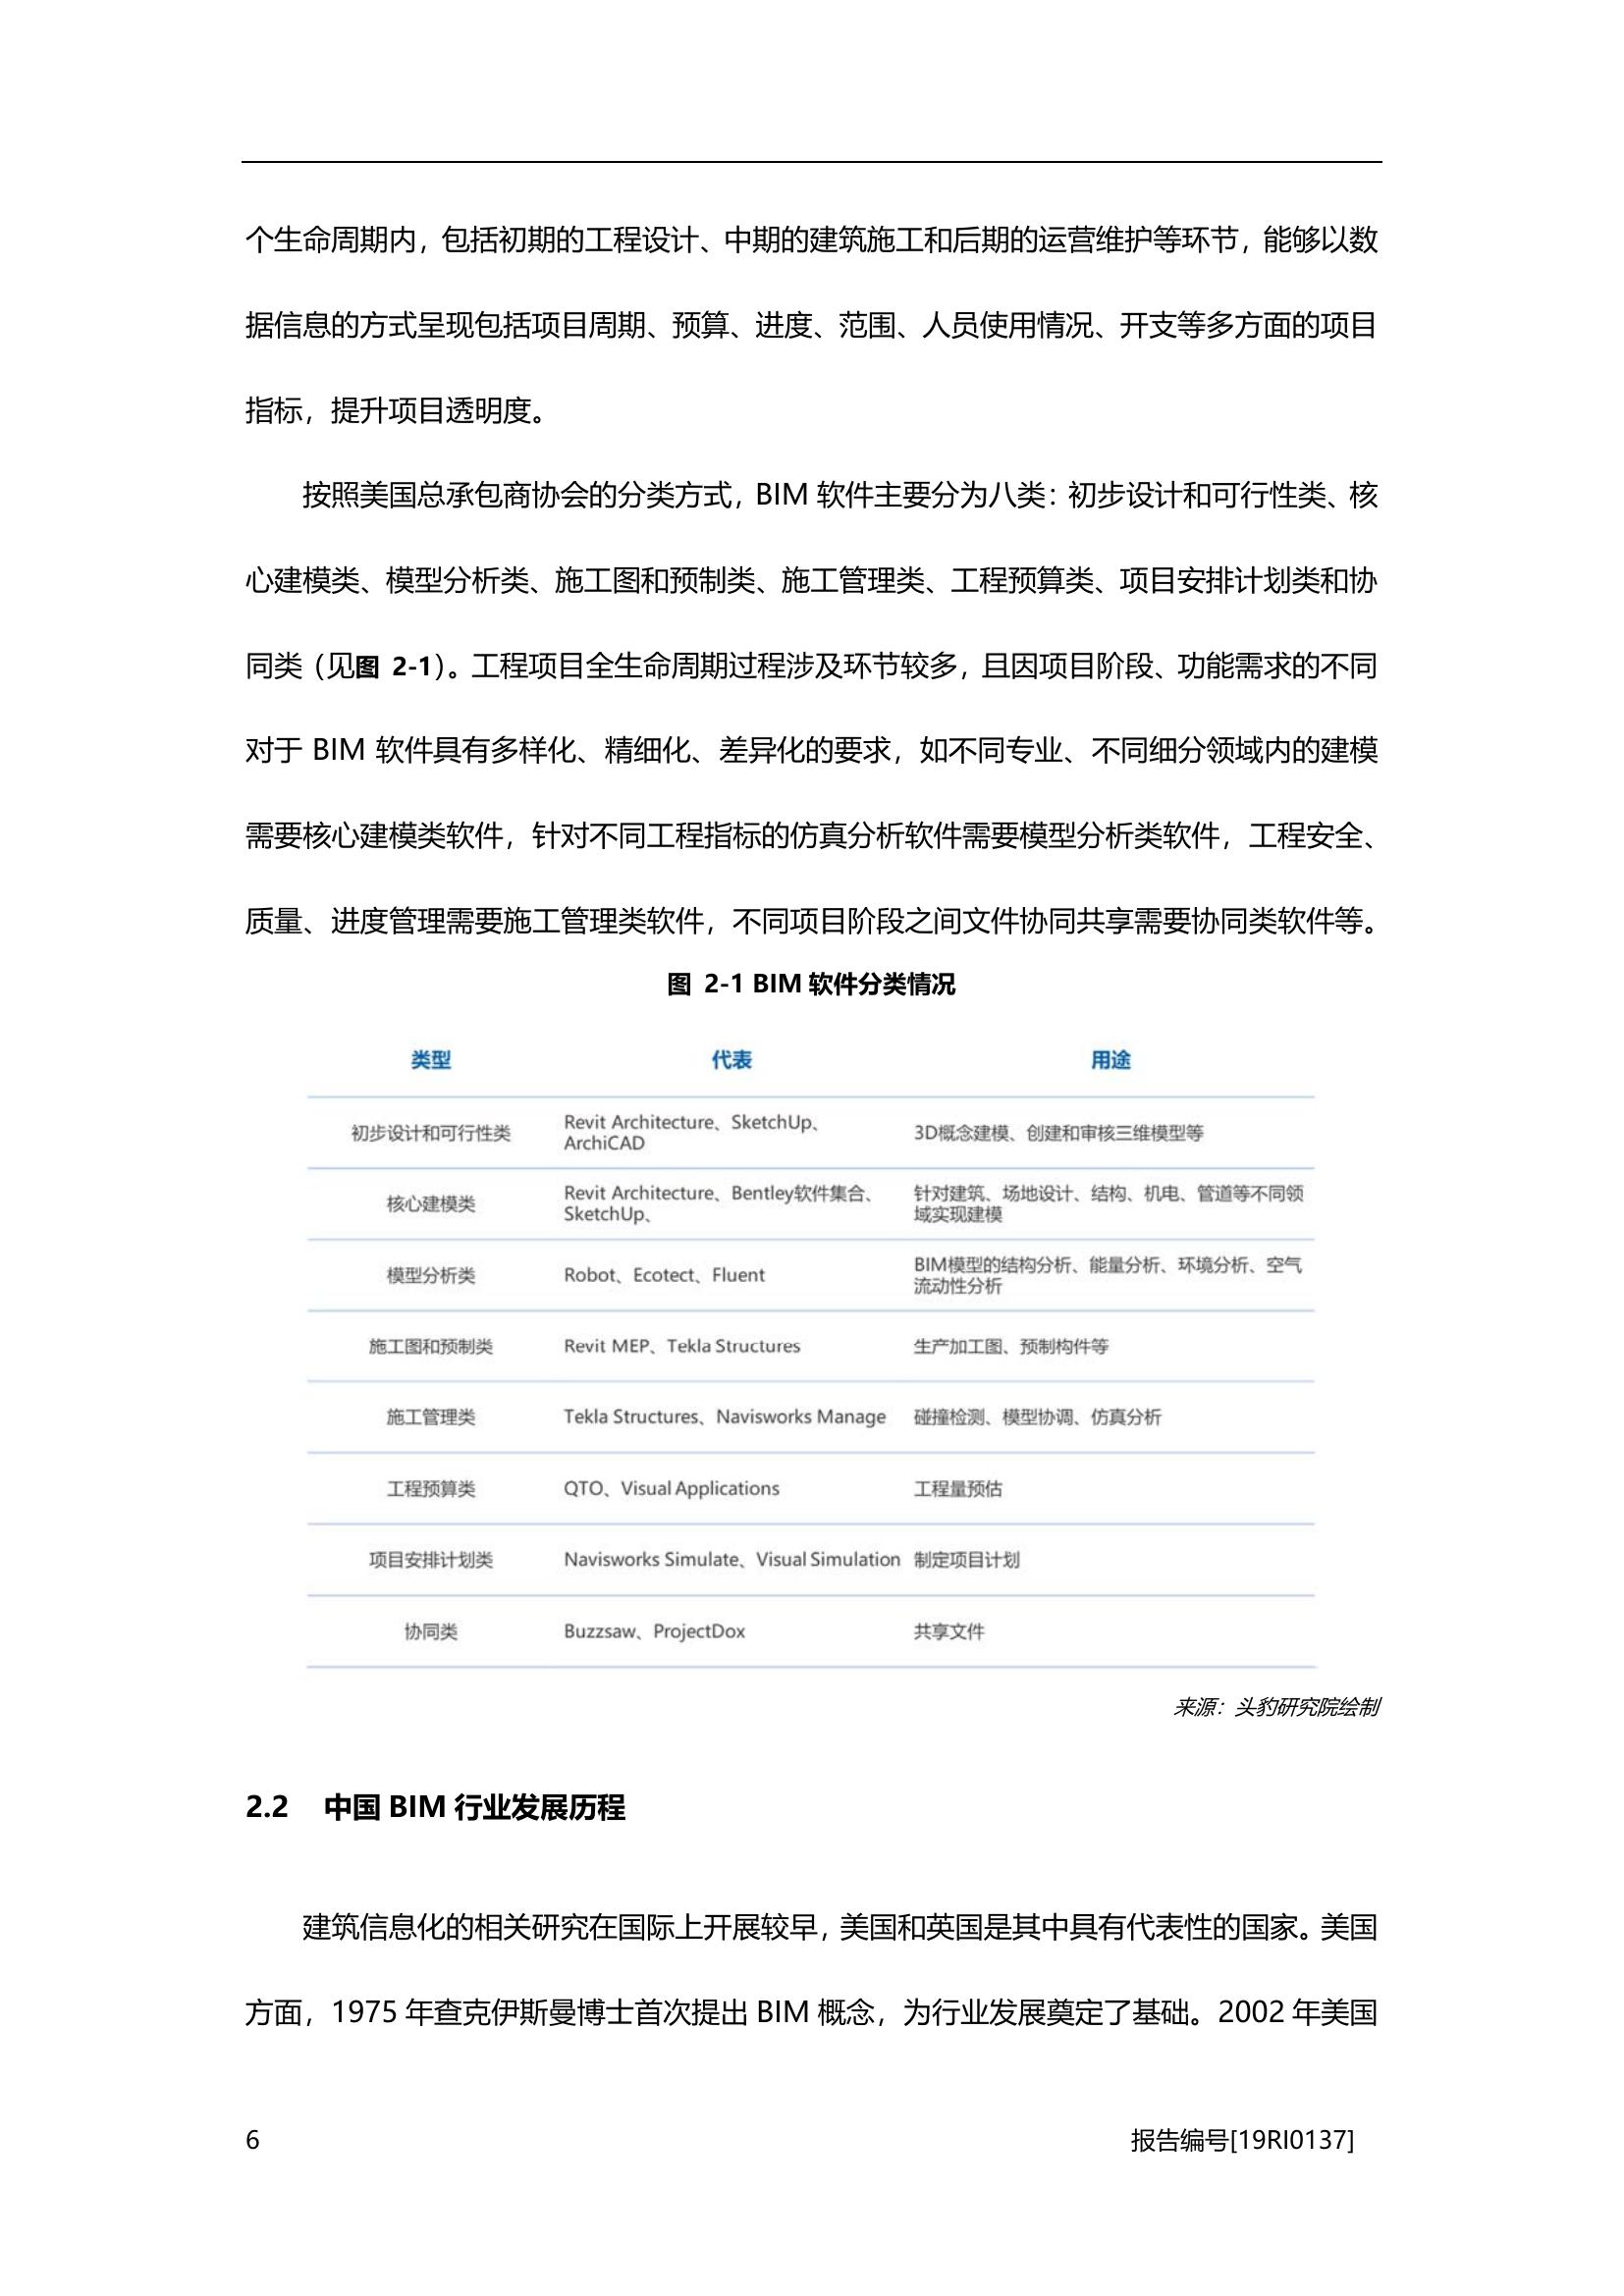 个生命周期内，包括初期的工程设计、中期的建筑施工和后期的运营维护等环节，能够以数
据信息的方式呈现包括项目周期、预算、进度、范围、人员使用情况、开支等多方面的项目
指标，提升项目透明度。
按照美国总承包商协会的分类方式，BIM 软件主要分为八类：初步设计和可行性类、核
心建模类、模型分析类、施工图和预制类、施工管理类、工程预算类、项目安排计划类和协
同类（见图 2-1）。工程项目全生命周期过程涉及环节较多，且因项目阶段、功能需求的不同
对于 BIM 软件具有多样化、精细化、差异化的要求，如不同专业、不同细分领域内的建模
需要核心建模类软件，针对不同工程指标的仿真分析软件需要模型分析类软件，工程安全、
质量、进度管理需要施工管理类软件，不同项目阶段之间文件协同共享需要协同类软件等。
图 2-1 BIM 软件分类情况
类型 代表 用途
初步设计和可行性类 Revit Architecture、SketchUp、
ArchiCAD 3D概念建模、创建和审核三维模型等
核心建模类 Revit Architecture、Bentley软件集合、
SketchUp、 针对建筑、场地设计、结构、机电、管道等不同领
域实现建模
模型分析类 Robot、Ecotect、Fluent BIM模型的结构分析、能量分析、环境分析、空气
流动性分析
施工图和预制类 Revit MEP、Tekla Structures 生产加工图、预制构件等
施工管理类 Tekla Structures、Navisworks Manage 碰撞检测、模型协调、仿真分析
工程预算类 QTO、Visual Applications 工程量预估
项目安排计划类 Navisworks Simulate、Visual Simulation 制定项目计划
协同类 Buzzsaw、ProjectDox 共享文件
来源：头豹研究院绘制
2.2 中国 BIM 行业发展历程
建筑信息化的相关研究在国际上开展较早，美国和英国是其中具有代表性的国家。美国
方面，1975 年查克伊斯曼博士首次提出 BIM 概念，为行业发展奠定了基础。2002 年美国
6 报告编号[19RI0137]